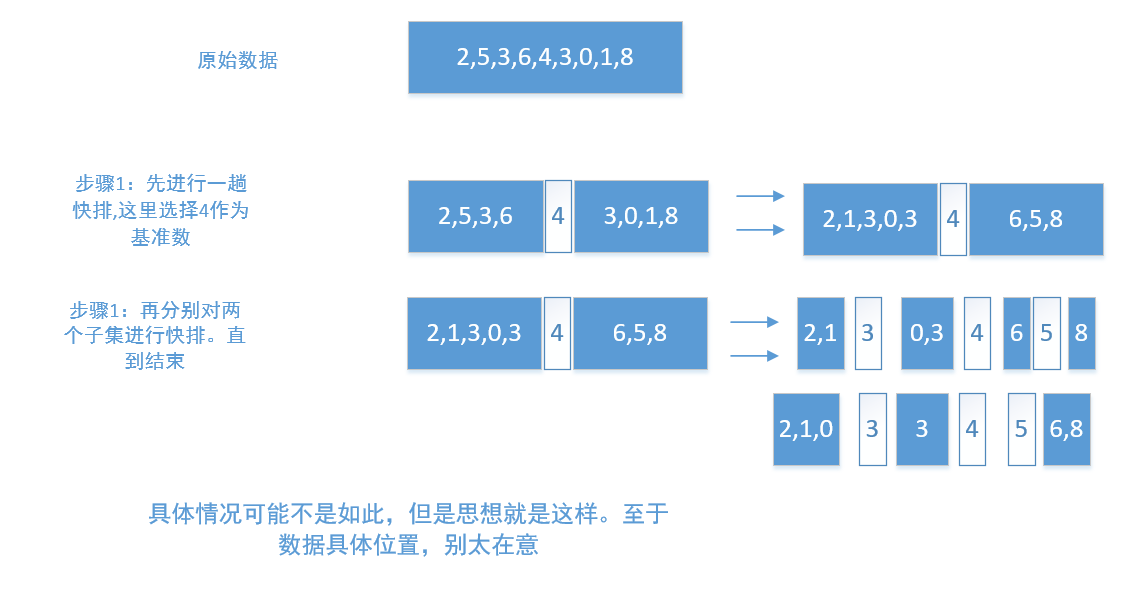 原始数据
2,5,3,6,4,3,0,1,8
步骤1：先进行一趟
快排,这里选择4作为
基准数
2,5,3,6 4 3,0,1,8
2,1,3,0,3 4 6,5,8
步骤1：再分别对两
个子集进行快排。直
到结束
2,1,3,0,3 4 6,5,8
2,1 3 0,3 4 6 5 8
2,1,0 3 3 4 5 6,8
具体情况可能不是如此，但是思想就是这样。至于
数据具体位置，别太在意